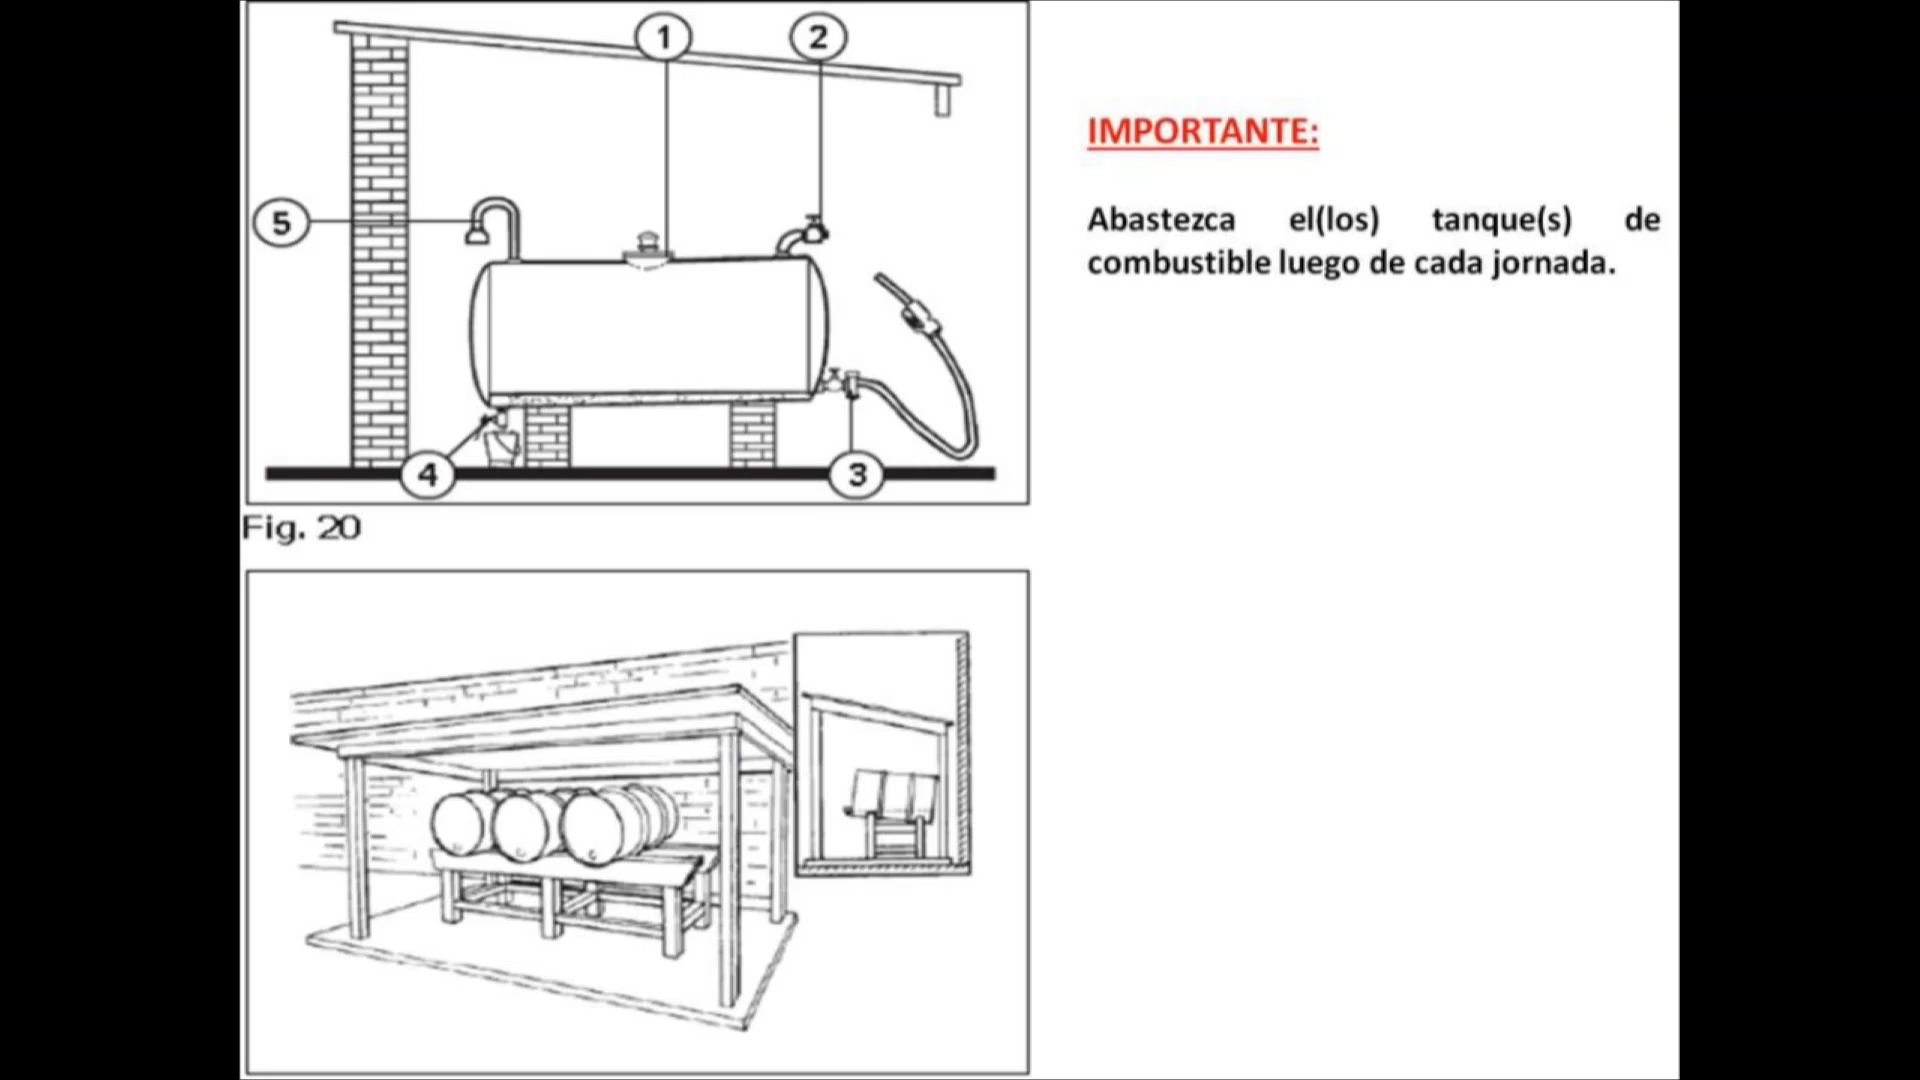 1 2
IMPORTANTE:
Abastezca el(los) tanque(s) de
combustible luego de cada jornada.
5
4 3
Fig. 20